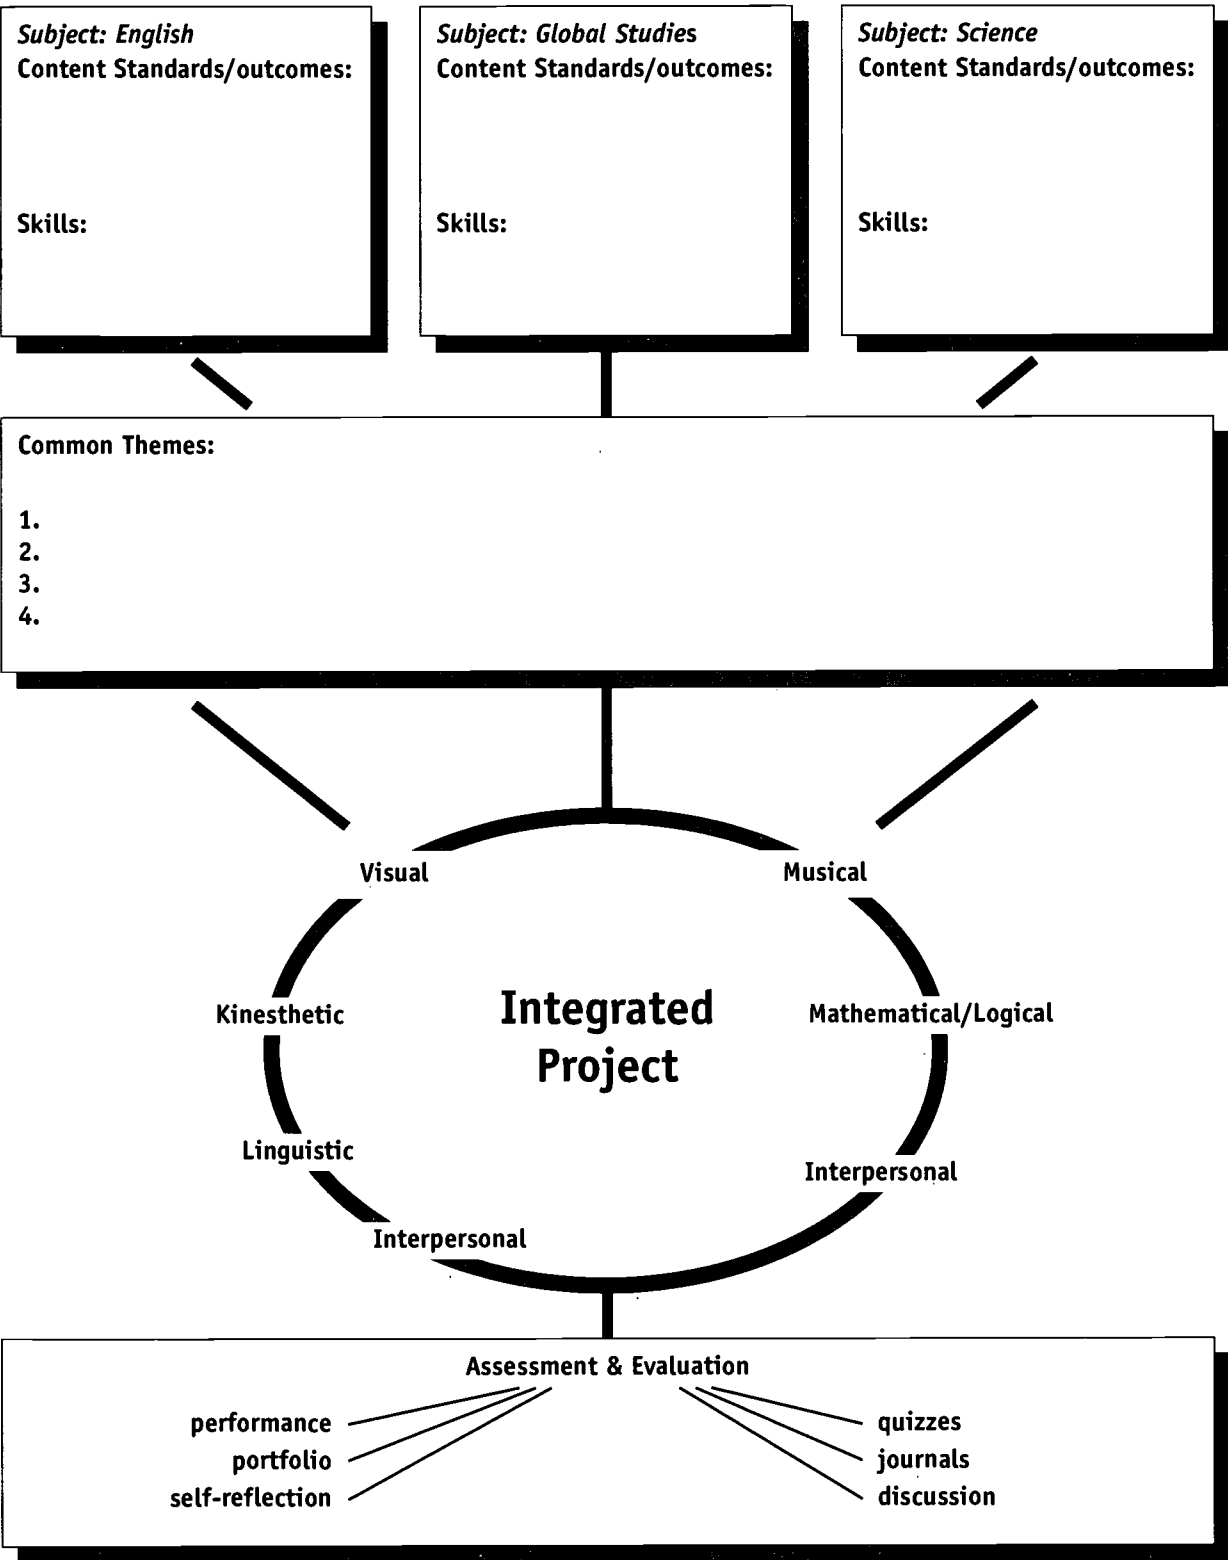 Subject: English
Content Standards/outcomes:
Skills:
Subject: Global Studies
Content Standards/outcomes:
Skills:
Subject: Science
Content Standards/outcomes:
Skills:
Common Themes:
1.
2.
3.
4.
Visual
Musical
Kinesthetic
Integrated
Project
Mathematical/Logical
Linguistic
Interpersonal
Interpersonal
Assessment & Evaluation
performance
portfolio
self-reflection
quizzes
journals
discussion